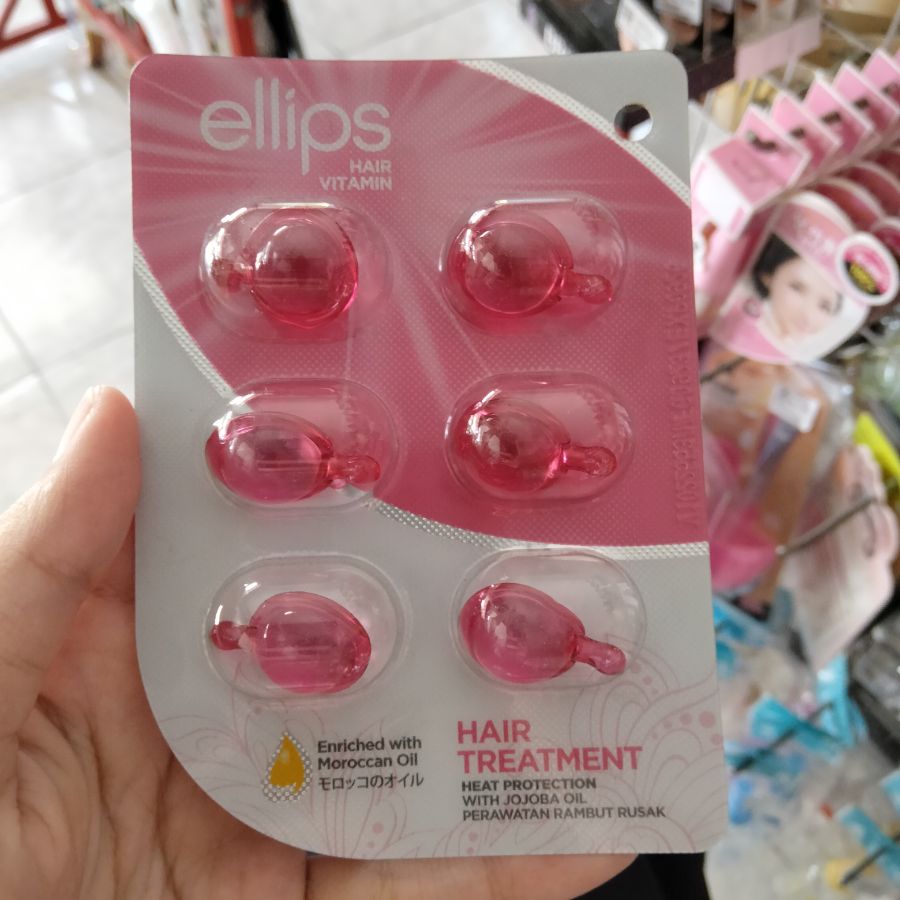 ellips
HAIR
VITAMIN
Enriched with
Moroccan Oil
モロッコのオイル
HAIR
TREATMENT
HEAT PROTECTION
WITH JOJOBA OIL
PERAWATAN RAMBUT RUSAK